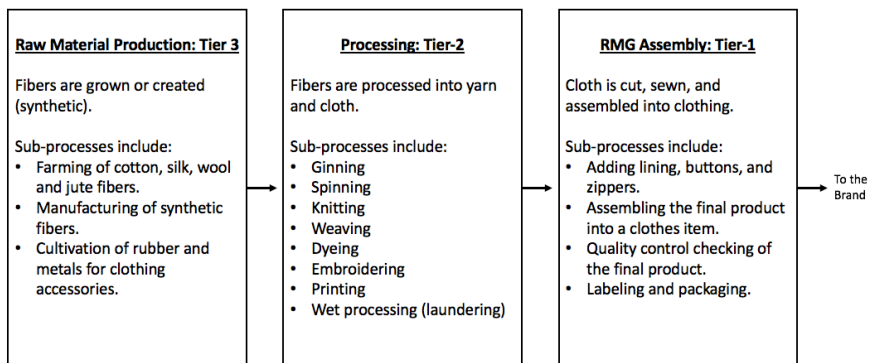 Raw Material Production: Tier 3
Fibers are grown or created
(synthetic).
Sub-processes include:
• Farming of cotton, silk, wool
and jute fibers.
• Manufacturing of synthetic
fibers.
• Cultivation of rubber and
metals for clothing
accessories.
Processing: Tier-2
Fibers are processed into yarn
and cloth.
Sub-processes include:
• Ginning
• Spinning
• Knitting
• Weaving
• Dyeing
• Embroidering
• Printing
• Wet processing (laundering)
RMG Assembly: Tier-1
Cloth is cut, sewn, and
assembled into clothing.
Sub-processes include:
• Adding lining, buttons, and
zippers.
• Assembling the final product
into a clothes item.
• Quality control checking of
the final product.
• Labeling and packaging.
To the
Brand